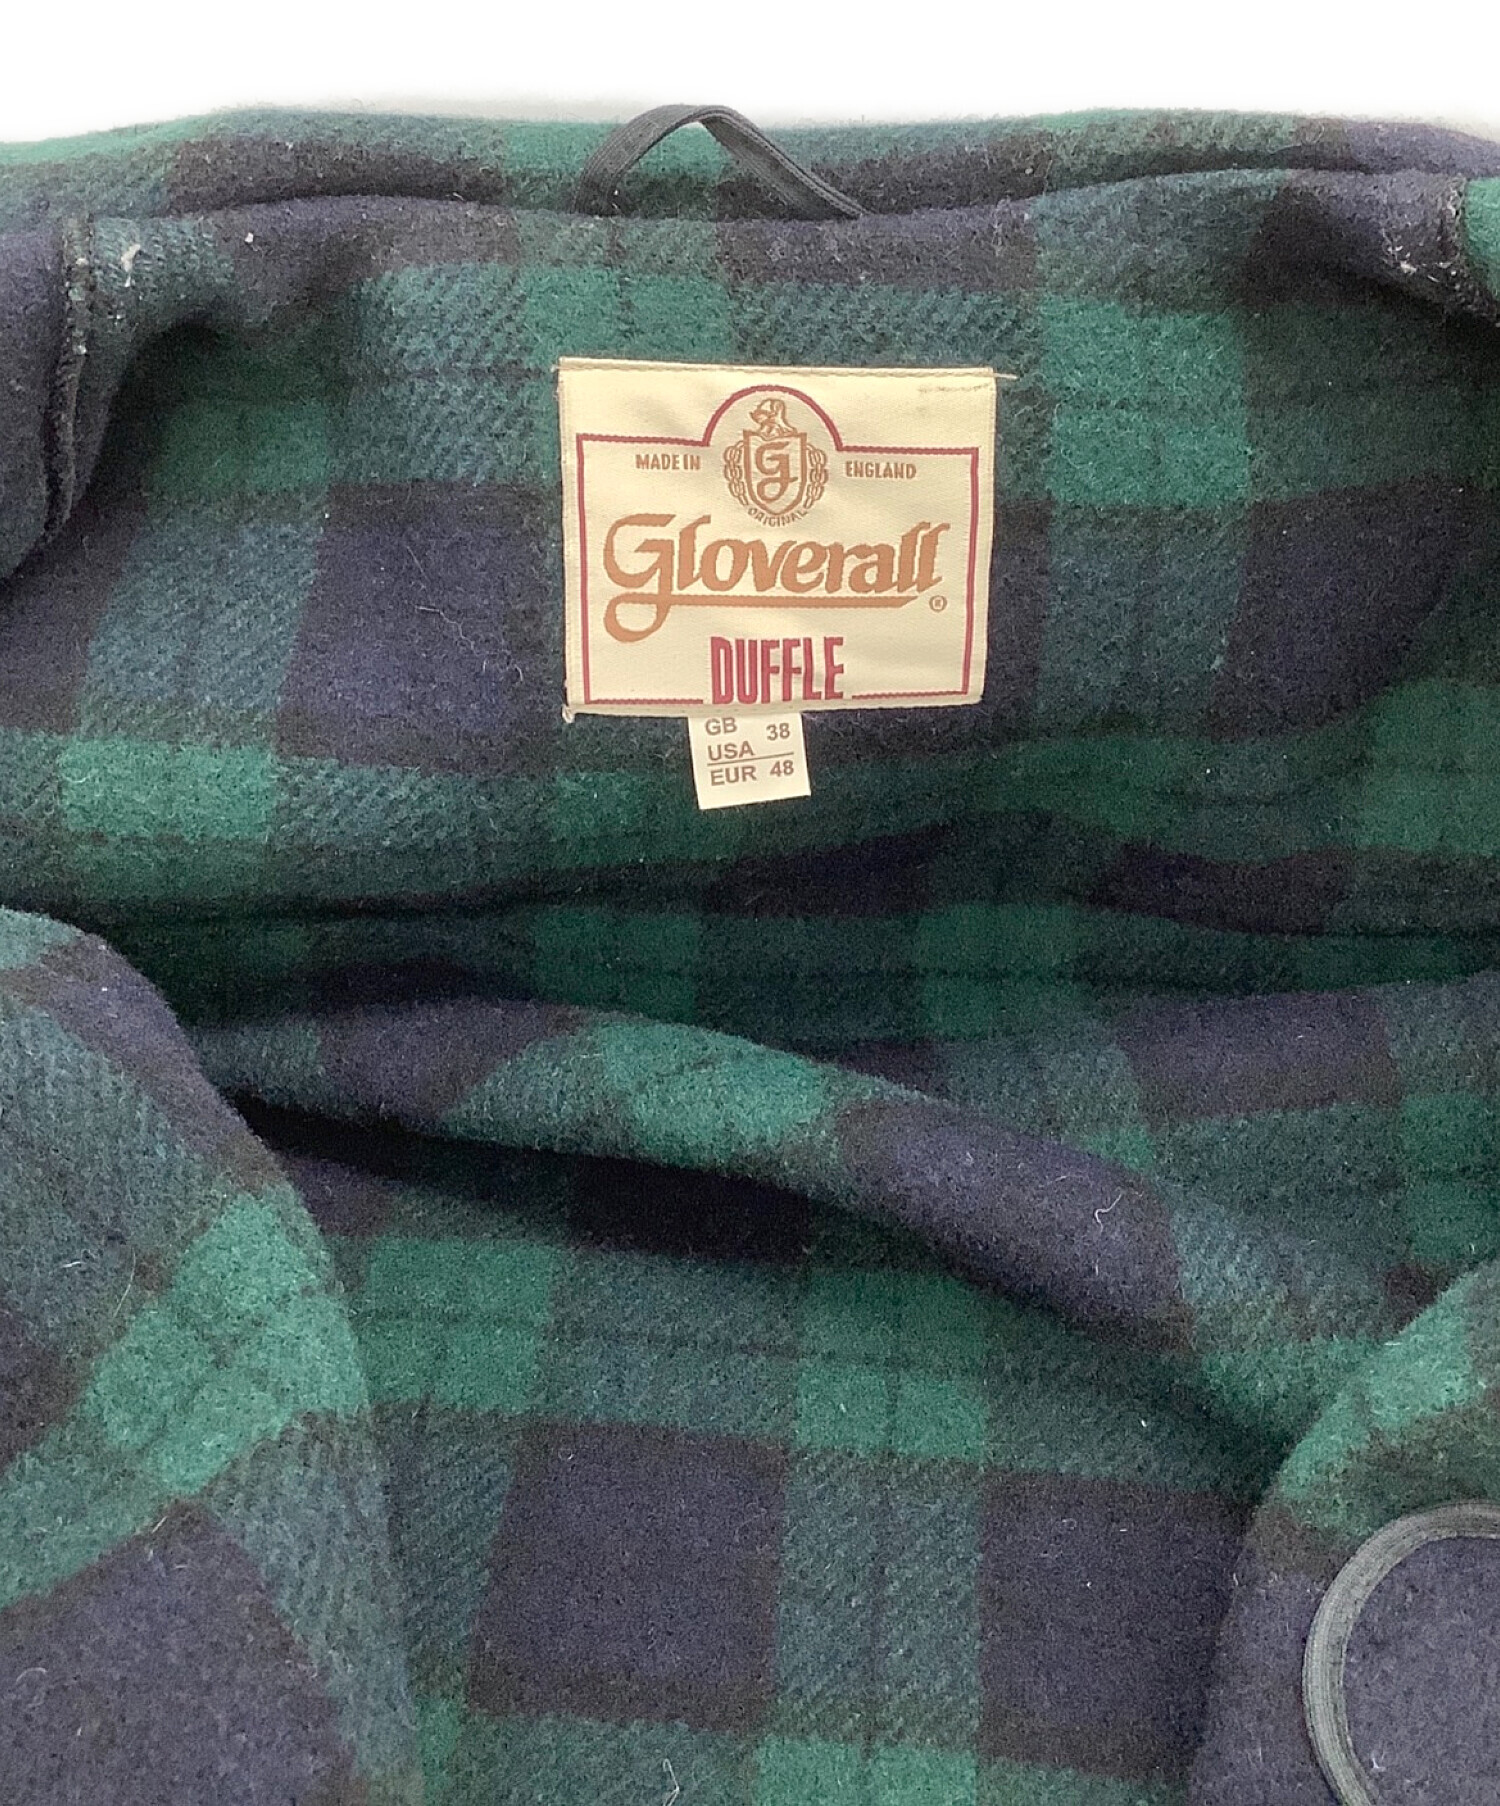 MADE IN ENGLAND
G
ORIGINAL
Gloverall ®
DUFFLE
GB 38
USA
EUR 48